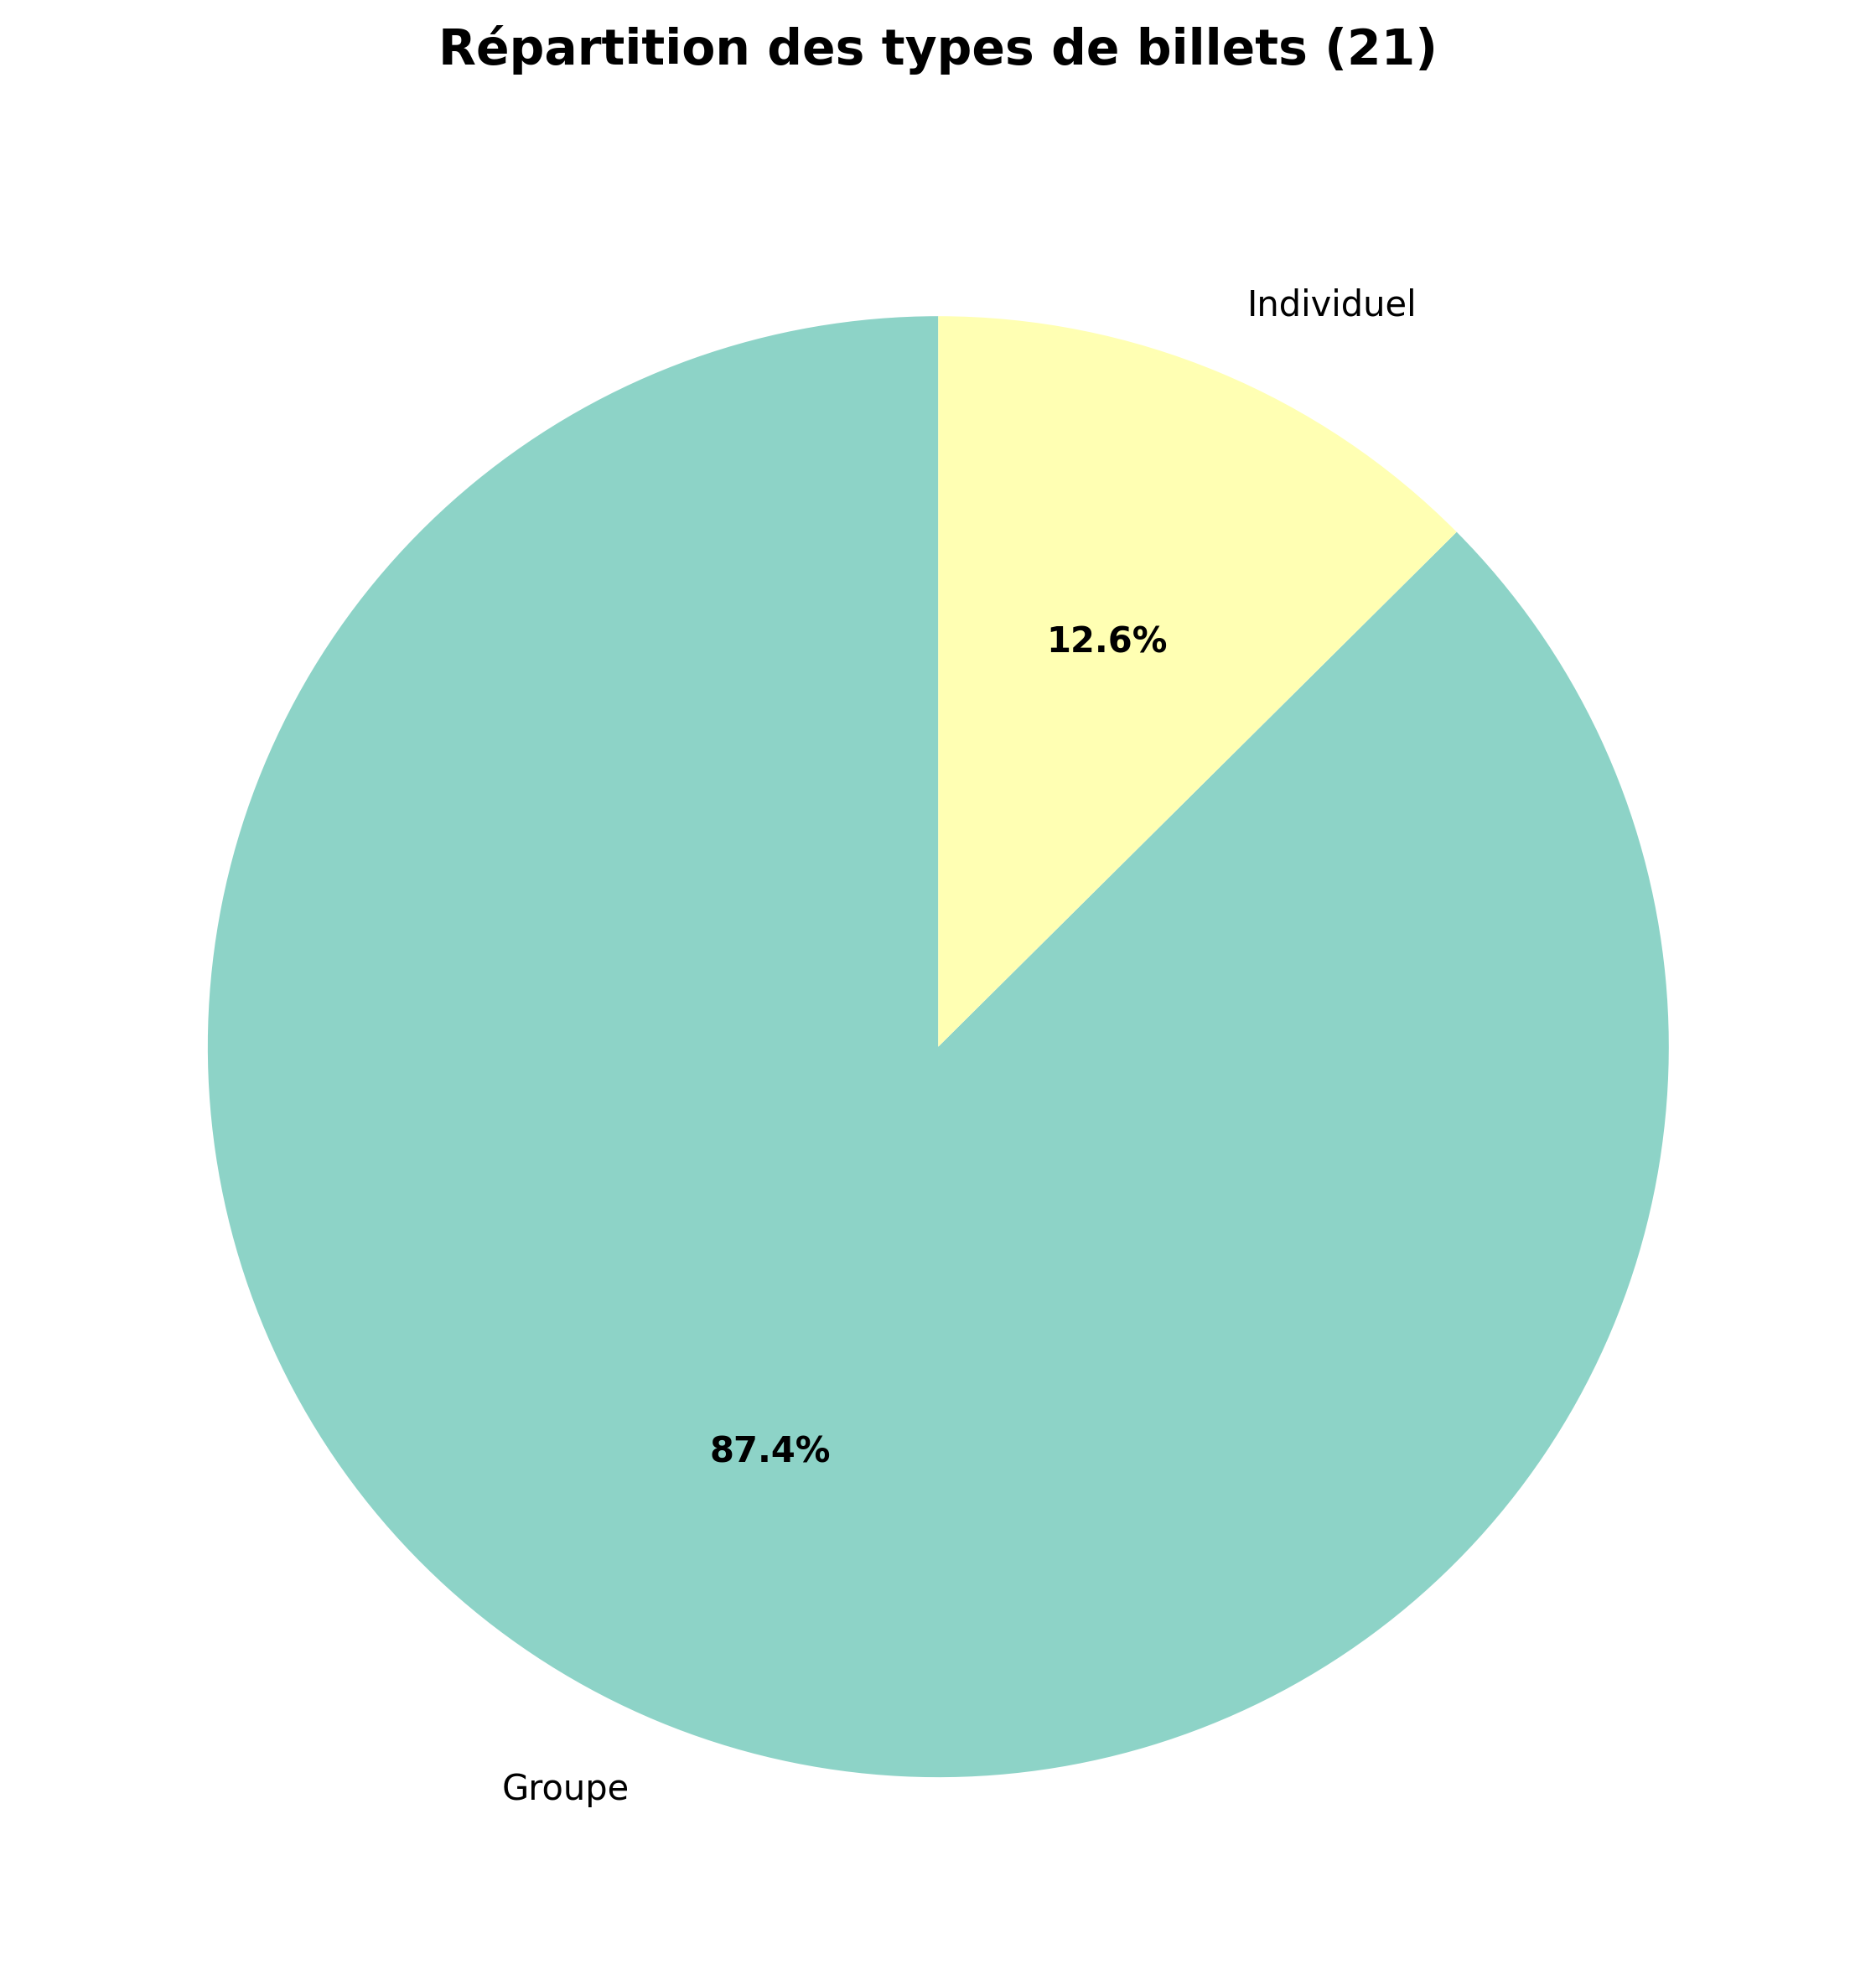 Répartition des types de billets (21)
Individuel
12.6%
87.4%
Groupe